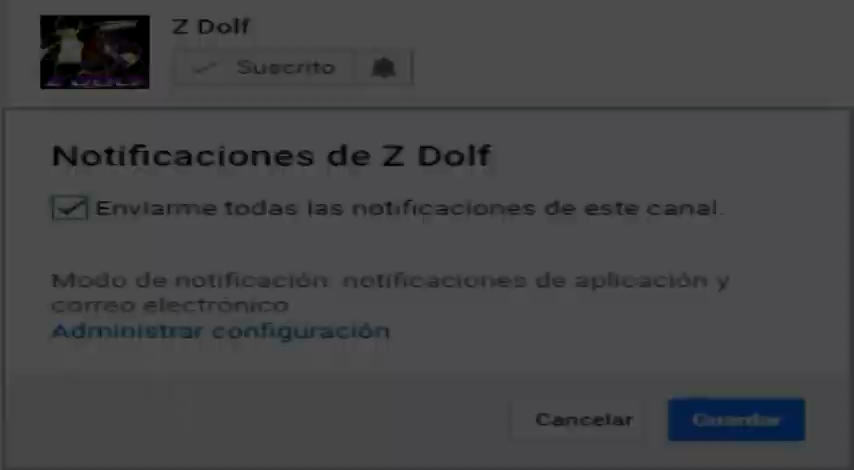 Z Dolf
Suscrito
Notificaciones de Z Dolf
Enviarme todas las notificaciones de este canal.
Modo de notificación: notificaciones de aplicación y
correo electrónico
Administrar configuración
Cancelar
Guardar